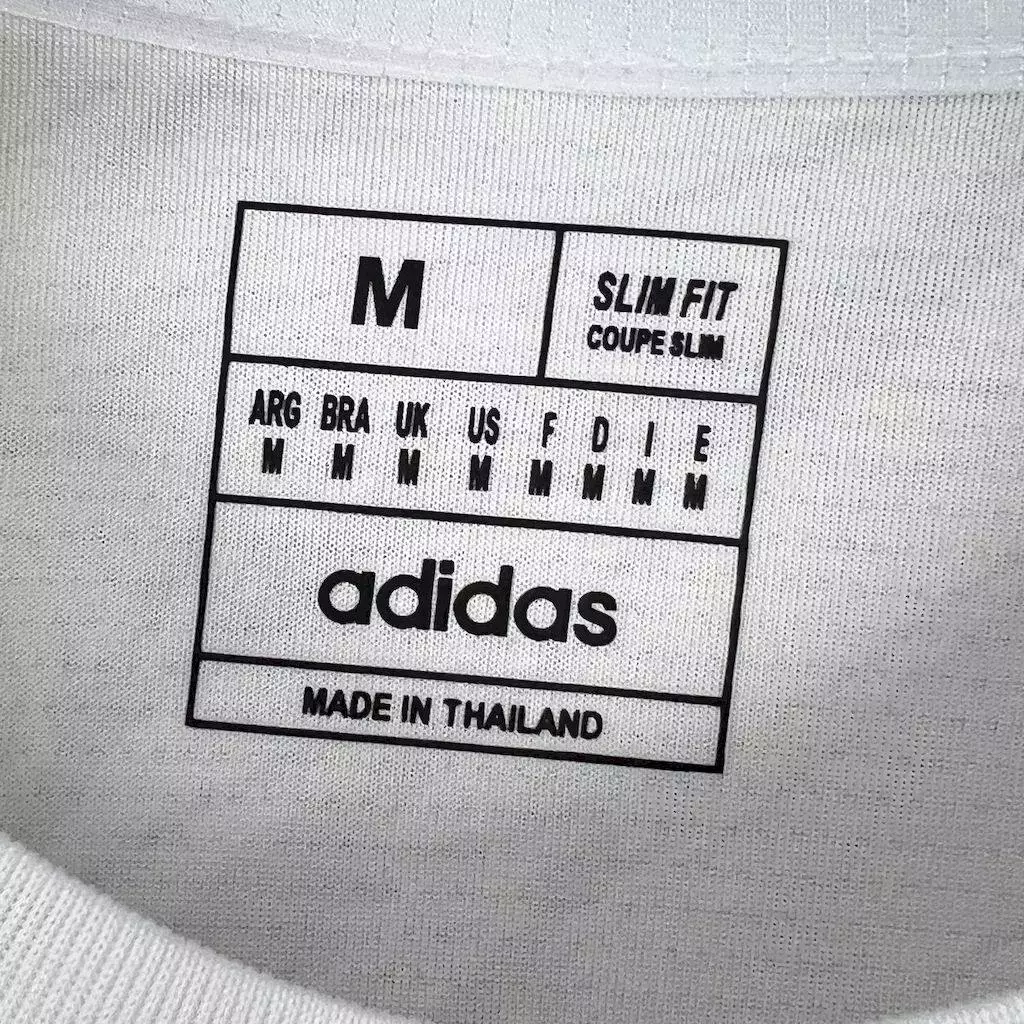 M
SLIM FIT
COUPE SLIM
ARG BRA UK US F D I E
M M M M M M M M
adidas
MADE IN THAILAND